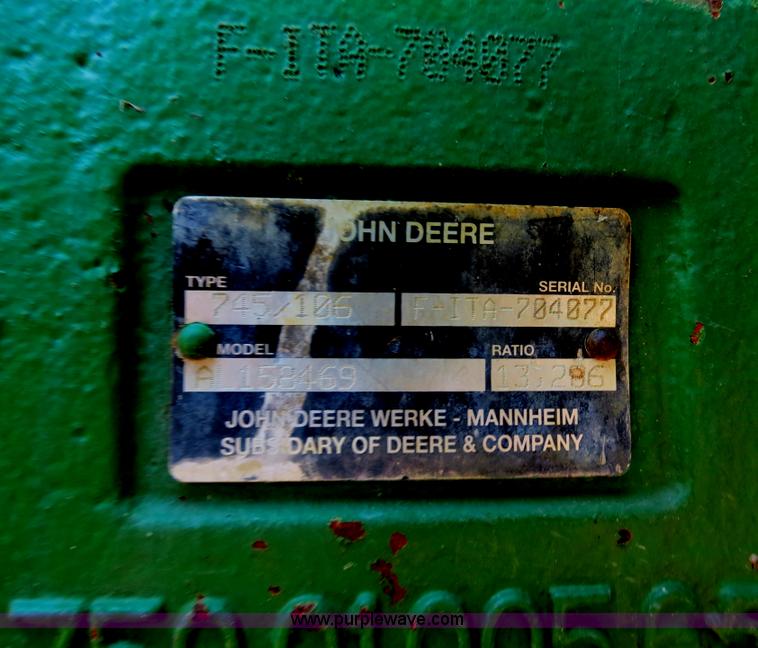 F-ITA-704077
JOHN DEERE
TYPE SERIAL No.
745/106 F-ITA-704077
MODEL RATIO
AL158469 13,286
JOHN DEERE WERKE - MANNHEIM
SUBSIDARY OF DEERE & COMPANY
www.purplewave.com